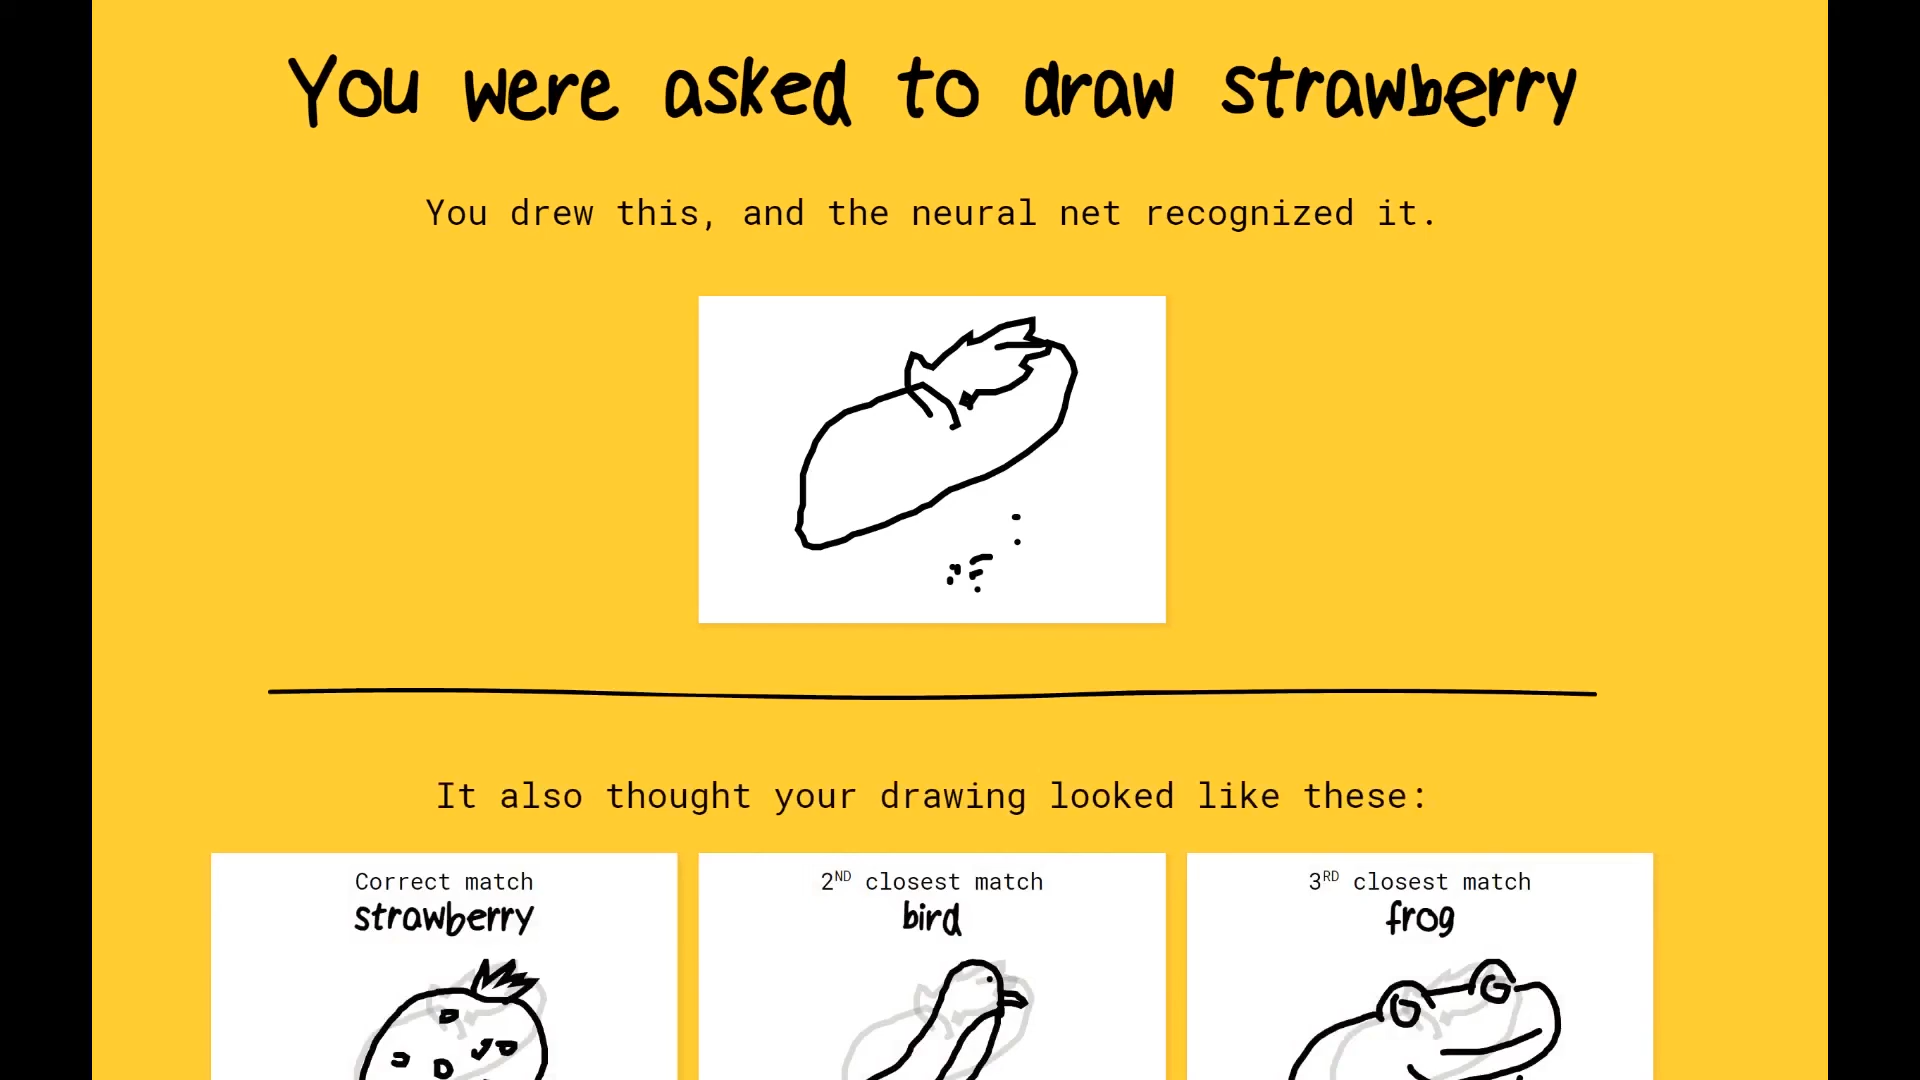 You were asked to draw strawberry
You drew this, and the neural net recognized it.
It also thought your drawing looked like these:
Correct match
strawberry
2ND closest match
bird
3RD closest match
frog